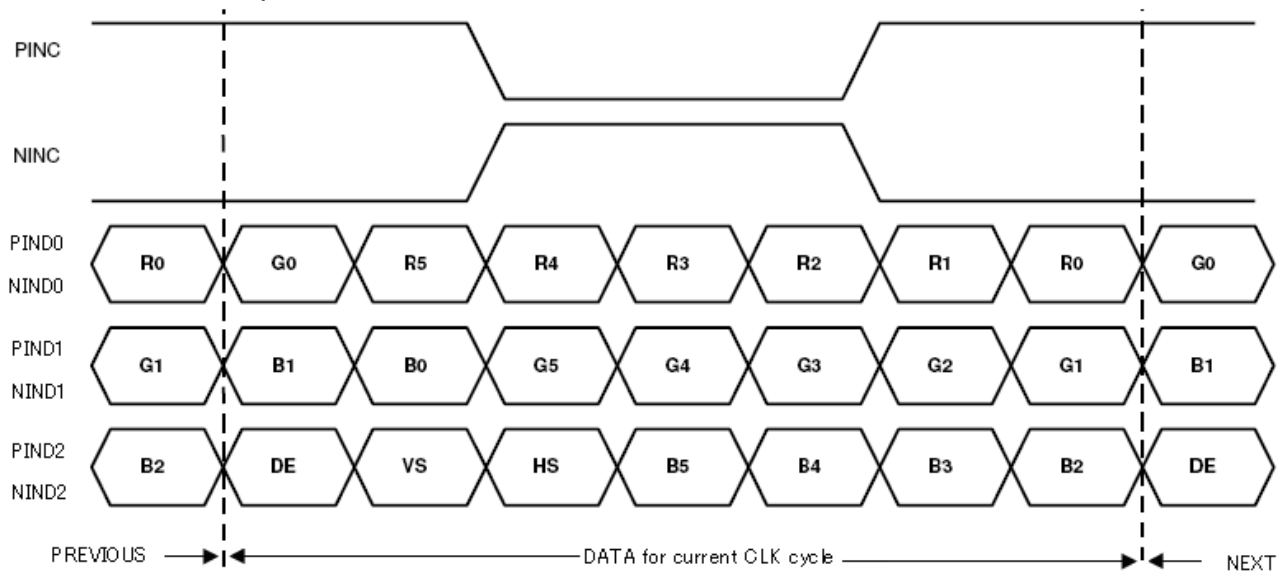 PINC
NINC
PIND0
R0 G0 R5 R4 R3 R2 R1 R0 G0
NIND0
PIND1
G1 B1 B0 G5 G4 G3 G2 G1 B1
NIND1
PIND2
B2 DE VS HS B5 B4 B3 B2 DE
NIND2
PREVIOUS DATA for current CLK cycle NEXT